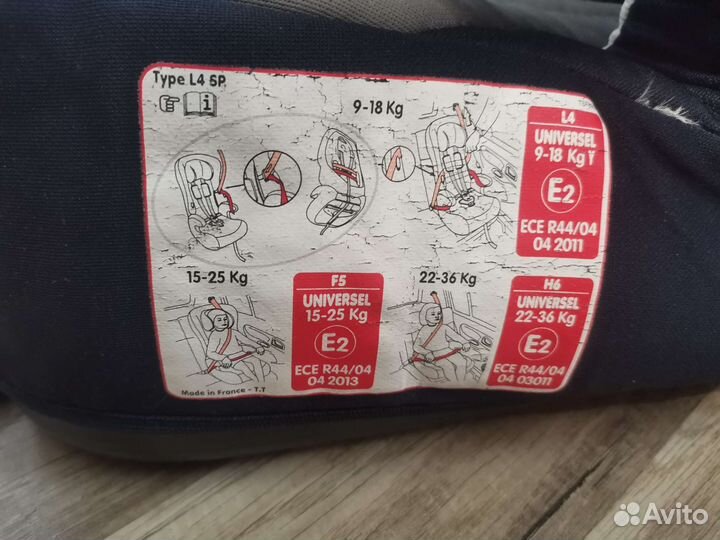 Type L4 5P
i
9-18 Kg
L4
UNIVERSEL
9-18 Kg Y
E2
ECE R44/04
04 2011
15-25 Kg
F5
UNIVERSEL
15-25 Kg
E2
ECE R44/04
04 2013
22-36 Kg
H6
UNIVERSEL
22-36 Kg
E2
ECE R44/04
04 03011
Made in France - T.T
Avito